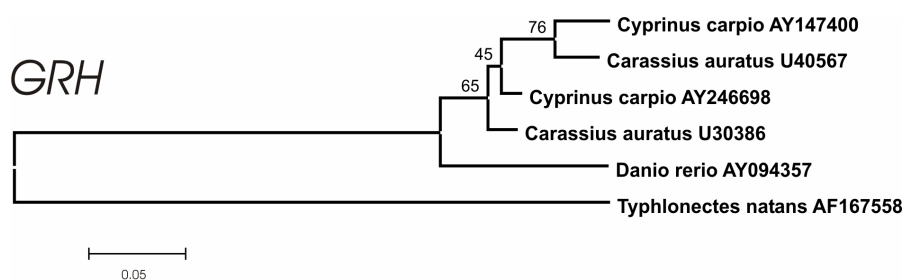 76
Cyprinus carpio AY147400
GRH
45
Carassius auratus U40567
65
Cyprinus carpio AY246698
Carassius auratus U30386
Danio rerio AY094357
Typhlonectes natans AF167558
0.05